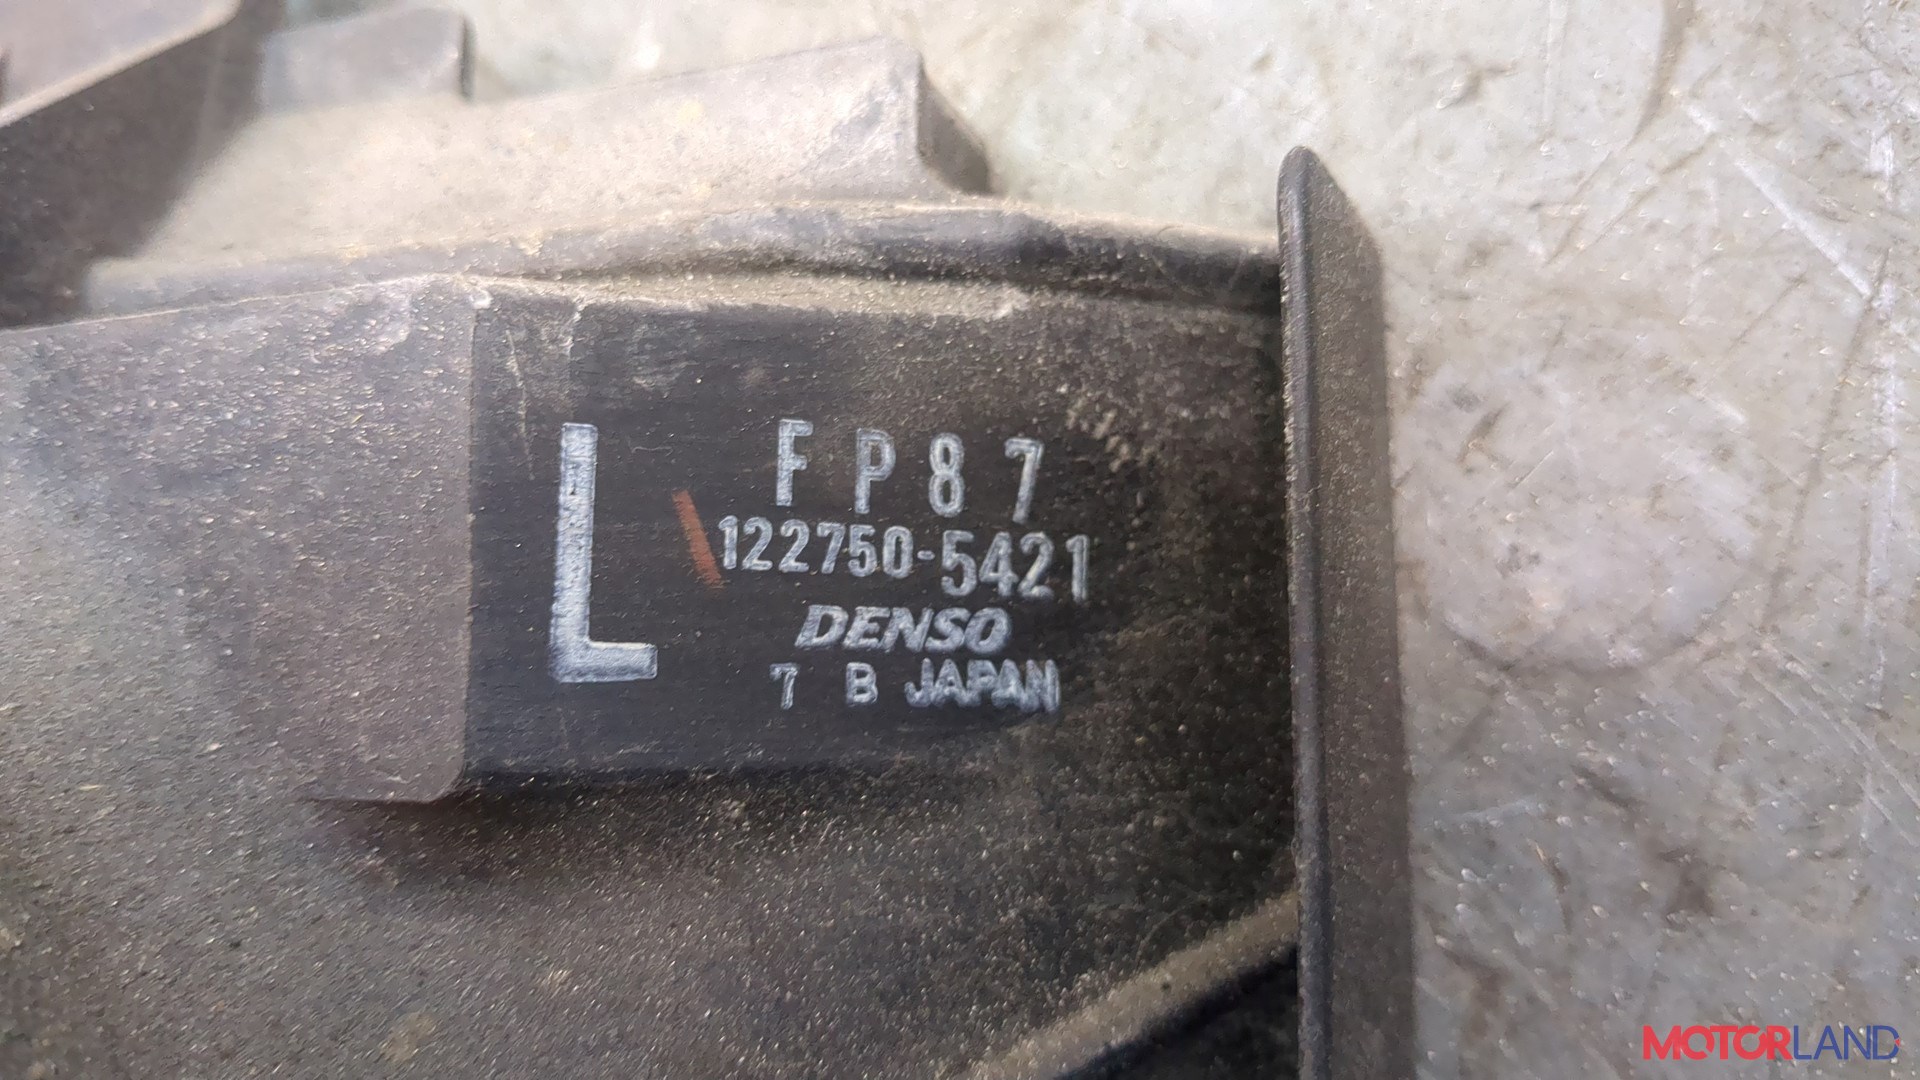 L
FP87
122750-5421
DENSO
7 B JAPAN
MOTORLAND